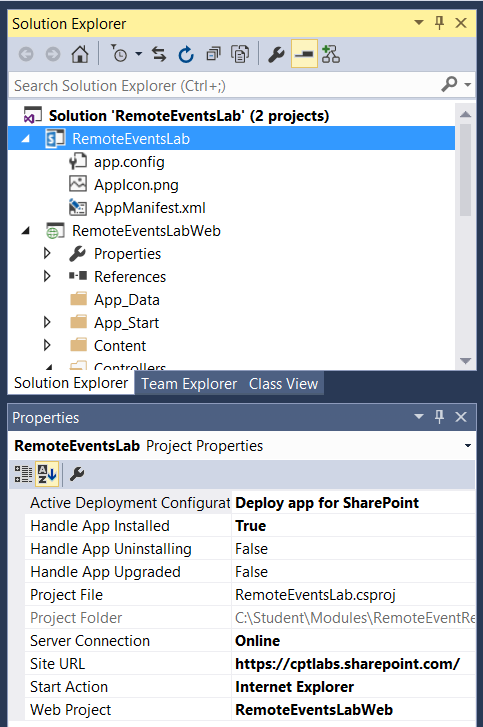 Solution Explorer
Search Solution Explorer (Ctrl+;)
Solution 'RemoteEventsLab' (2 projects)
RemoteEventsLab
app.config
AppIcon.png
AppManifest.xml
RemoteEventsLabWeb
Properties
References
App_Data
App_Start
Content
Controllers
Solution Explorer Team Explorer Class View
Properties
RemoteEventsLab Project Properties
Active Deployment Configurat Deploy app for SharePoint
Handle App Installed True
Handle App Uninstalling False
Handle App Upgraded False
Project File RemoteEventsLab.csproj
Project Folder C:\Student\Modules\RemoteEventRe
Server Connection Online
Site URL https://cptlabs.sharepoint.com/
Start Action Internet Explorer
Web Project RemoteEventsLabWeb